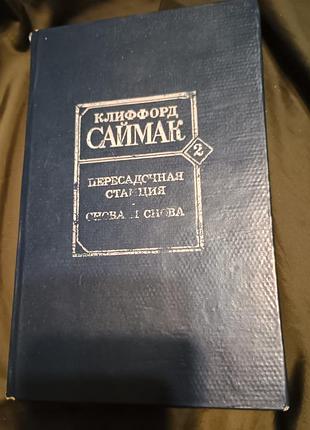 КЛИФФОРД
САЙМАК
2
ПЕРЕСАДОЧНАЯ
СТАНЦИЯ
СНОВА И СНОВА